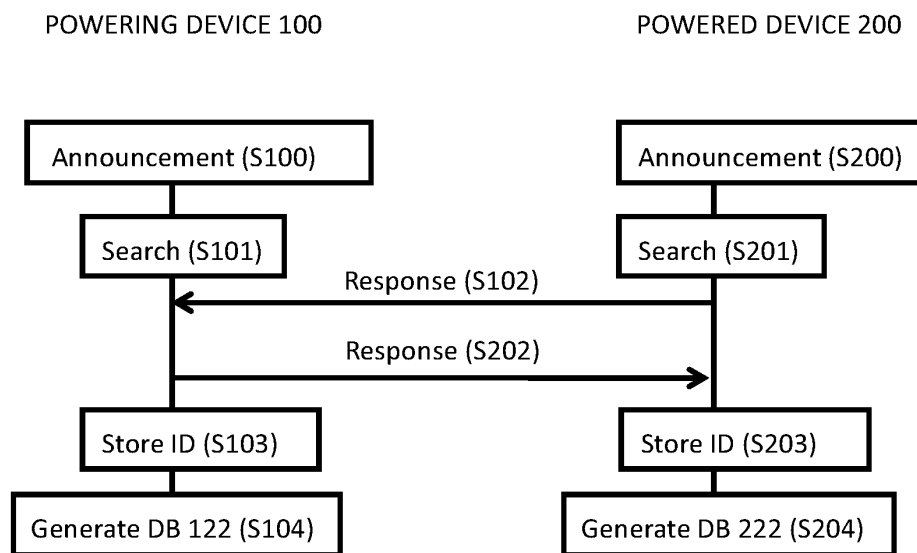 POWERING DEVICE 100
POWERED DEVICE 200
Announcement (S100)
Announcement (S200)
Search (S101)
Search (S201)
Response (S102)
Response (S202)
Store ID (S103)
Store ID (S203)
Generate DB 122 (S104)
Generate DB 222 (S204)